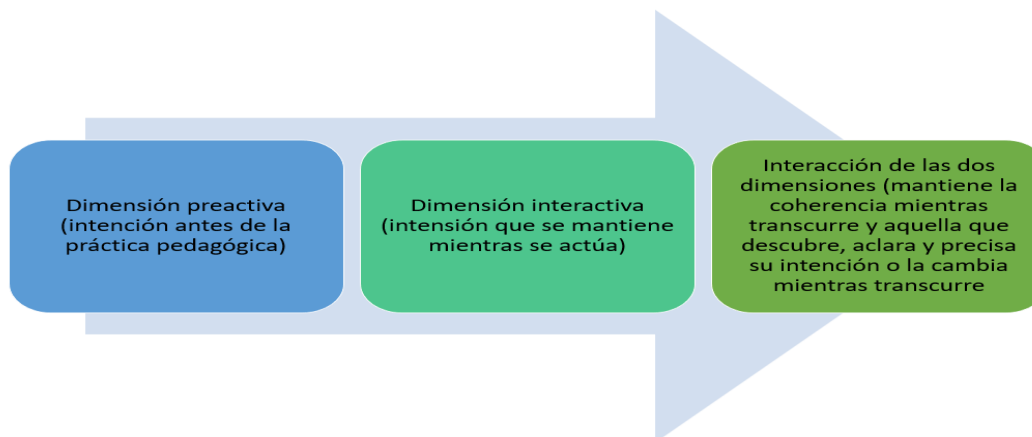 Dimensión preactiva
(intención antes de la
práctica pedagógica)
Dimensión interactiva
(intensión que se mantiene
mientras se actúa)
Interacción de las dos
dimensiones (mantiene la
coherencia mientras
transcurre y aquella que
descubre, aclara y precisa
su intención o la cambia
mientras transcurre